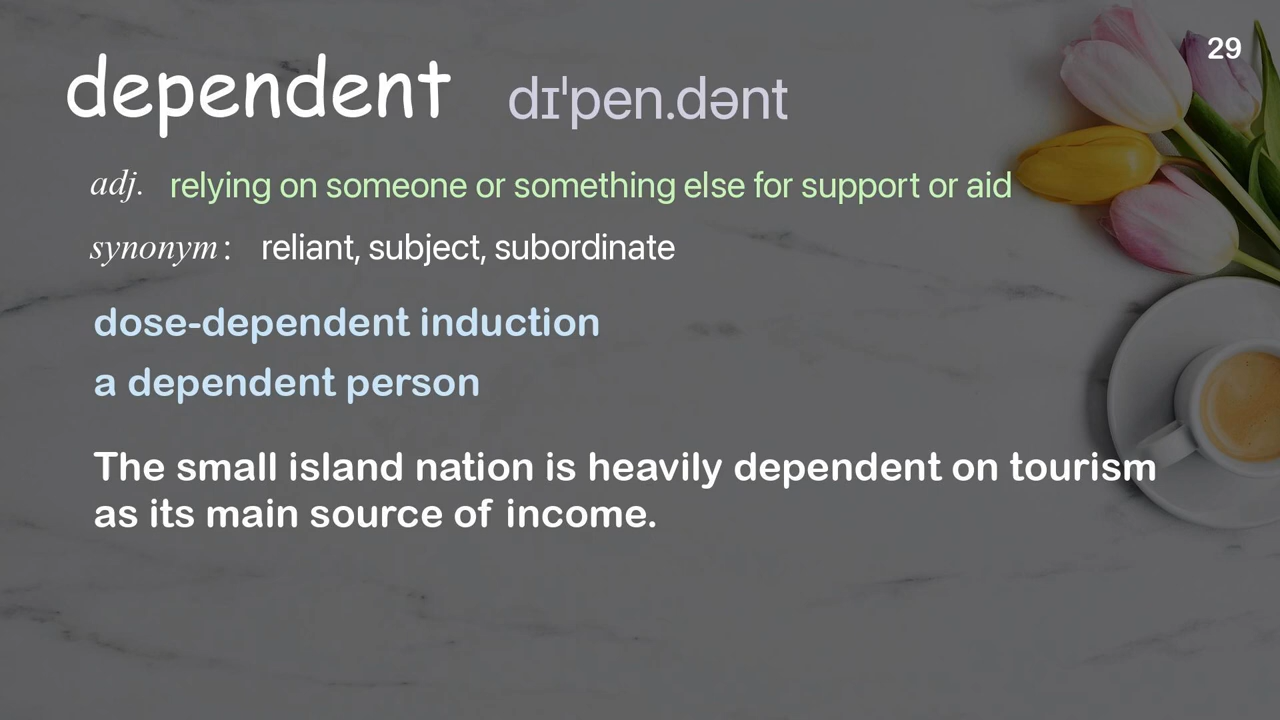 29
dependent dɪˈpen.dənt
adj. relying on someone or something else for support or aid
synonym: reliant, subject, subordinate
dose-dependent induction
a dependent person
The small island nation is heavily dependent on tourism
as its main source of income.